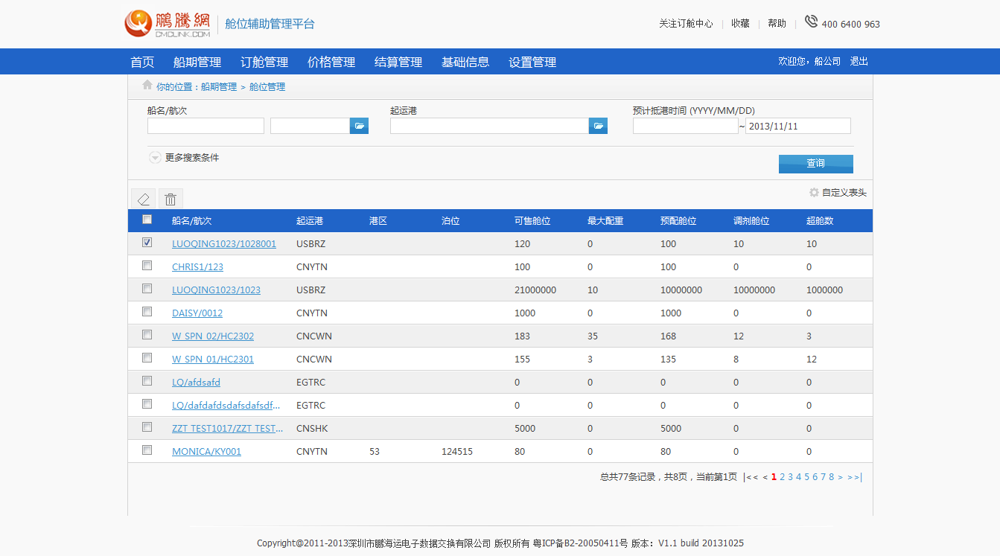 鹏腾網 CMCLINK.COM 舱位辅助管理平台 关注订舱中心 | 收藏 | 帮助 | 400 6400 963
首页 船期管理 订舱管理 价格管理 结算管理 基础信息 设置管理 欢迎您，船公司 退出
你的位置：船期管理 > 舱位管理
船名/航次 起运港 预计抵港时间 (YYYY/MM/DD)
~ 2013/11/11
更多搜索条件
查询
自定义表头
船名/航次 起运港 港区 泊位 可售舱位 最大配重 预配舱位 调剂舱位 超舱数
LUOQING1023/1028001 USBRZ 120 0 100 10 10
CHRIS1/123 CNYTN 100 0 100 0 0
LUOQING1023/1023 USBRZ 21000000 10 10000000 10000000 1000000
DAISY/0012 CNYTN 1000 0 1000 0 0
W_SPN_02/HC2302 CNCWN 183 35 168 12 3
W_SPN_01/HC2301 CNCWN 155 3 135 8 12
LQ/afdsafd EGTRC 0 0 0 0 0
LQ/dafdafdsdafsdafsdf... EGTRC 0 0 0 0 0
ZZT TEST1017/ZZT TEST... CNSHK 5000 0 5000 0 0
MONICA/KY001 CNYTN 53 124515 80 0 80 0 0
总共77条记录，共8页，当前第1页 |<< < 1 2 3 4 5 6 7 8 > >>|
Copyright@2011-2013深圳市鹏海运电子数据交换有限公司 版权所有 粤ICP备B2-20050411号 版本：V1.1 build 20131025